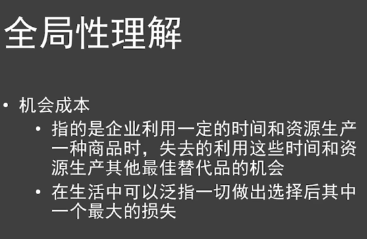 全局性理解
• 机会成本
• 指的是企业利用一定的时间和资源生产
一种商品时，失去的利用这些时间和资
源生产其他最佳替代品的机会
• 在生活中可以泛指一切做出选择后其中
一个最大的损失